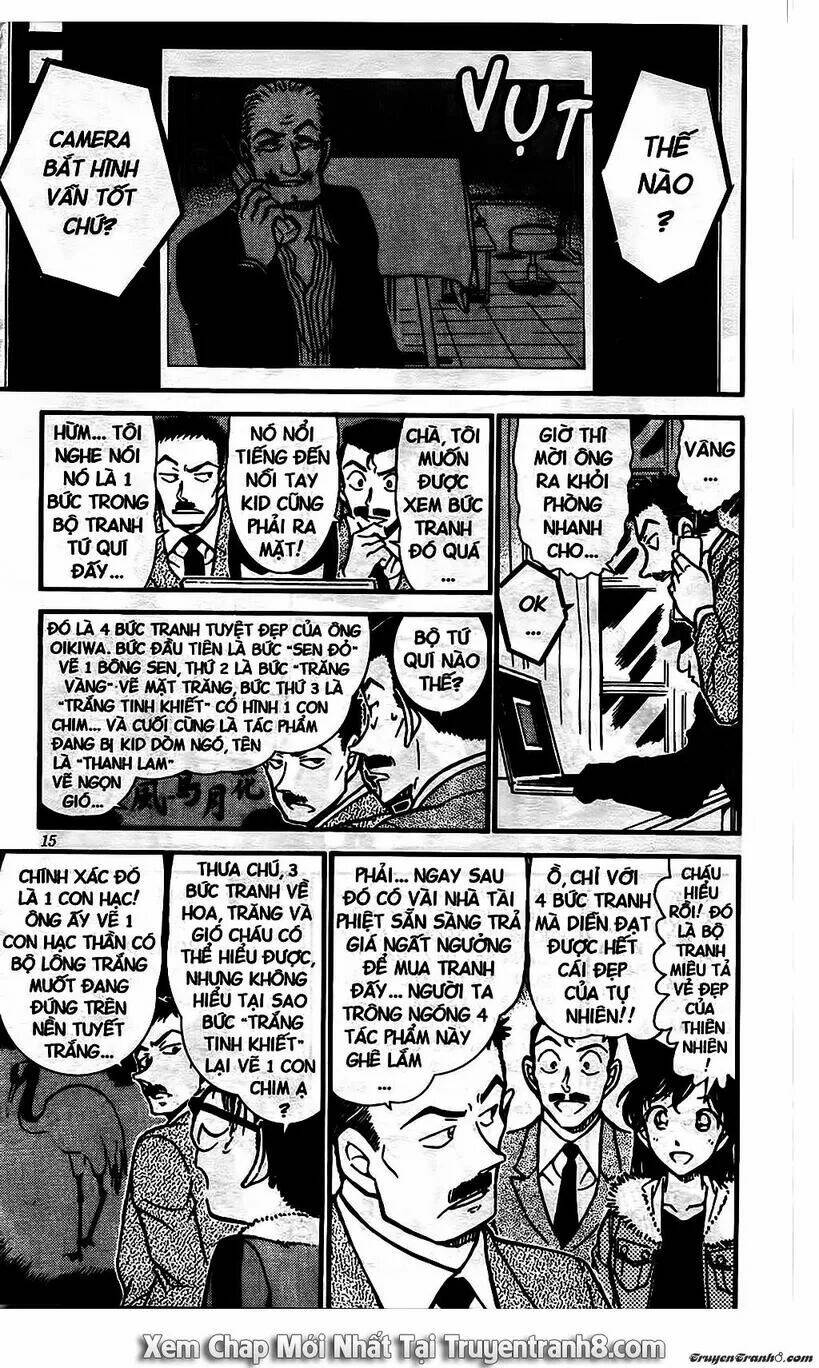 THẾ
NÀO
?
VỤT
CAMERA
BẮT HÌNH
VẪN TỐT
CHỨ?
VÂNG
...
GIỜ THÌ
MỜI ÔNG
RA KHỎI
PHÒNG
NHANH
CHO...
OK
...
CHÀ, TÔI
MUỐN
ĐƯỢC
XEM BỨC
TRANH
ĐÓ QUÁ
...
NÓ NỔI
TIẾNG ĐẾN
NỖI TAY
KID CŨNG
PHẢI RA
MẶT!
HỪM... TÔI
NGHE NÓI
NÓ LÀ 1
BỨC TRONG
BỘ TRANH
TỨ QUÍ
ĐẤY...
BỘ TỨ
QUÍ NÀO
THẾ?
ĐÓ LÀ 4 BỨC TRANH TUYỆT ĐẸP CỦA ÔNG
OIKIWA. BỨC ĐẦU TIÊN LÀ BỨC "SEN ĐỎ"
VẼ 1 BÔNG SEN, THỨ 2 LÀ BỨC "TRĂNG
VÀNG" VẼ MẶT TRĂNG, BỨC THỨ 3 LÀ
"TRẮNG TINH KHIẾT" CÓ HÌNH 1 CON
CHIM... VÀ CUỐI CÙNG LÀ TÁC PHẨM
ĐANG BỊ KID DÒM NGÓ, TÊN
LÀ "THANH LAM"
VẼ NGỌN
GIÓ...
風鳥月花
15
CHÁU
HIỂU
RỒI! ĐÓ
LÀ BỘ
TRANH
MIÊU TẢ
VẺ ĐẸP
CỦA
THIÊN
NHIÊN
!
Ồ, CHỈ VỚI
4 BỨC TRANH
MÀ DIỄN ĐẠT
ĐƯỢC HẾT
CÁI ĐẸP
CỦA TỰ
NHIÊN!!
PHẢI... NGAY SAU
ĐÓ CÓ VÀI NHÀ TÀI
PHIỆT SẴN SÀNG TRẢ
GIÁ NGẤT NGƯỞNG
ĐỂ MUA TRANH
ĐẤY... NGƯỜI TA
TRÔNG NGÓNG 4
TÁC PHẨM NÀY
GHÊ LẮM
...
THƯA CHÚ, 3
BỨC TRANH VỀ
HOA, TRĂNG VÀ
GIÓ CHÁU CÓ
THỂ HIỂU ĐƯỢC,
NHƯNG KHÔNG
HIỂU TẠI SAO
BỨC "TRẮNG
TINH KHIẾT"
LẠI VẼ 1 CON
CHIM Ạ
?
CHÍNH XÁC ĐÓ
LÀ 1 CON HẠC!
ÔNG ẤY VẼ 1
CON HẠC THẦN CÓ
BỘ LÔNG TRẮNG
MUỐT ĐANG
ĐỨNG TRÊN
NỀN TUYẾT
TRẮNG...
Xem Chap Mới Nhất Tại Truyentranh8.com
TruyenTranh8.com